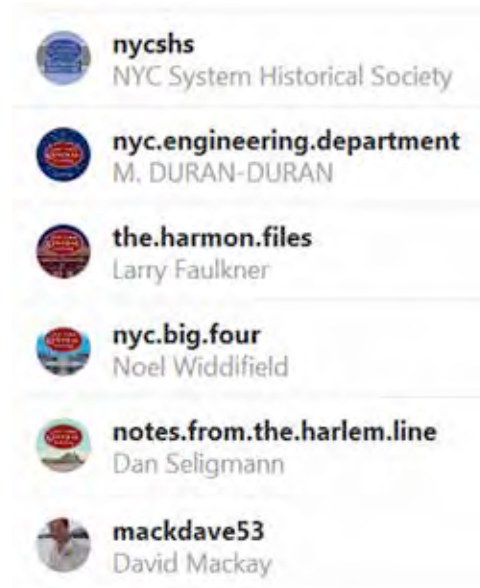 nycshs
NYC System Historical Society
nyc.engineering.department
M. DURAN-DURAN
the.harmon.files
Larry Faulkner
nyc.big.four
Noel Widdifield
notes.from.the.harlem.line
Dan Seligmann
mackdave53
David Mackay